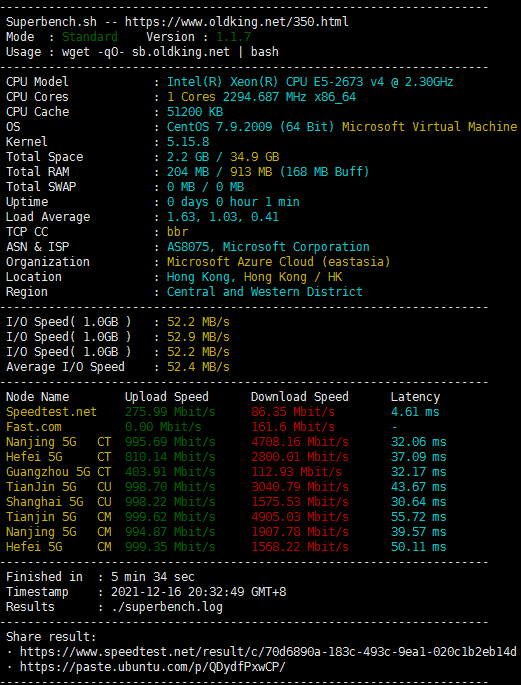 Superbench.sh -- https://www.oldking.net/350.html
Mode : Standard Version : 1.1.7
Usage : wget -qO- sb.oldking.net | bash
CPU Model : Intel(R) Xeon(R) CPU E5-2673 v4 @ 2.30GHz
CPU Cores : 1 Cores 2294.687 MHz x86_64
CPU Cache : 51200 KB
OS : CentOS 7.9.2009 (64 Bit) Microsoft Virtual Machine
Kernel : 5.15.8
Total Space : 2.2 GB / 34.9 GB
Total RAM : 204 MB / 913 MB (168 MB Buff)
Total SWAP : 0 MB / 0 MB
Uptime : 0 days 0 hour 1 min
Load Average : 1.63, 1.03, 0.41
TCP CC : bbr
ASN & ISP : AS8075, Microsoft Corporation
Organization : Microsoft Azure Cloud (eastasia)
Location : Hong Kong, Hong Kong / HK
Region : Central and Western District
I/O Speed( 1.0GB ) : 52.2 MB/s
I/O Speed( 1.0GB ) : 52.9 MB/s
I/O Speed( 1.0GB ) : 52.2 MB/s
Average I/O Speed : 52.4 MB/s
Node Name Upload Speed Download Speed Latency
Speedtest.net 275.99 Mbit/s 86.35 Mbit/s 4.61 ms
Fast.com 0.00 Mbit/s 161.6 Mbit/s -
Nanjing 5G CT 995.69 Mbit/s 4708.16 Mbit/s 32.06 ms
Hefei 5G CT 810.14 Mbit/s 2800.01 Mbit/s 37.09 ms
Guangzhou 5G CT 403.91 Mbit/s 112.93 Mbit/s 32.17 ms
TianJin 5G CU 998.70 Mbit/s 3040.79 Mbit/s 43.67 ms
Shanghai 5G CU 998.22 Mbit/s 1575.53 Mbit/s 30.64 ms
Tianjin 5G CM 999.62 Mbit/s 4905.03 Mbit/s 55.72 ms
Nanjing 5G CM 994.87 Mbit/s 1907.78 Mbit/s 39.57 ms
Hefei 5G CM 999.35 Mbit/s 1568.22 Mbit/s 50.11 ms
Finished in : 5 min 34 sec
Timestamp : 2021-12-16 20:32:49 GMT+8
Results : ./superbench.log
Share result:
· https://www.speedtest.net/result/c/70d6890a-183c-493c-9ea1-020c1b2eb14d
· https://paste.ubuntu.com/p/QDydfPxwCP/